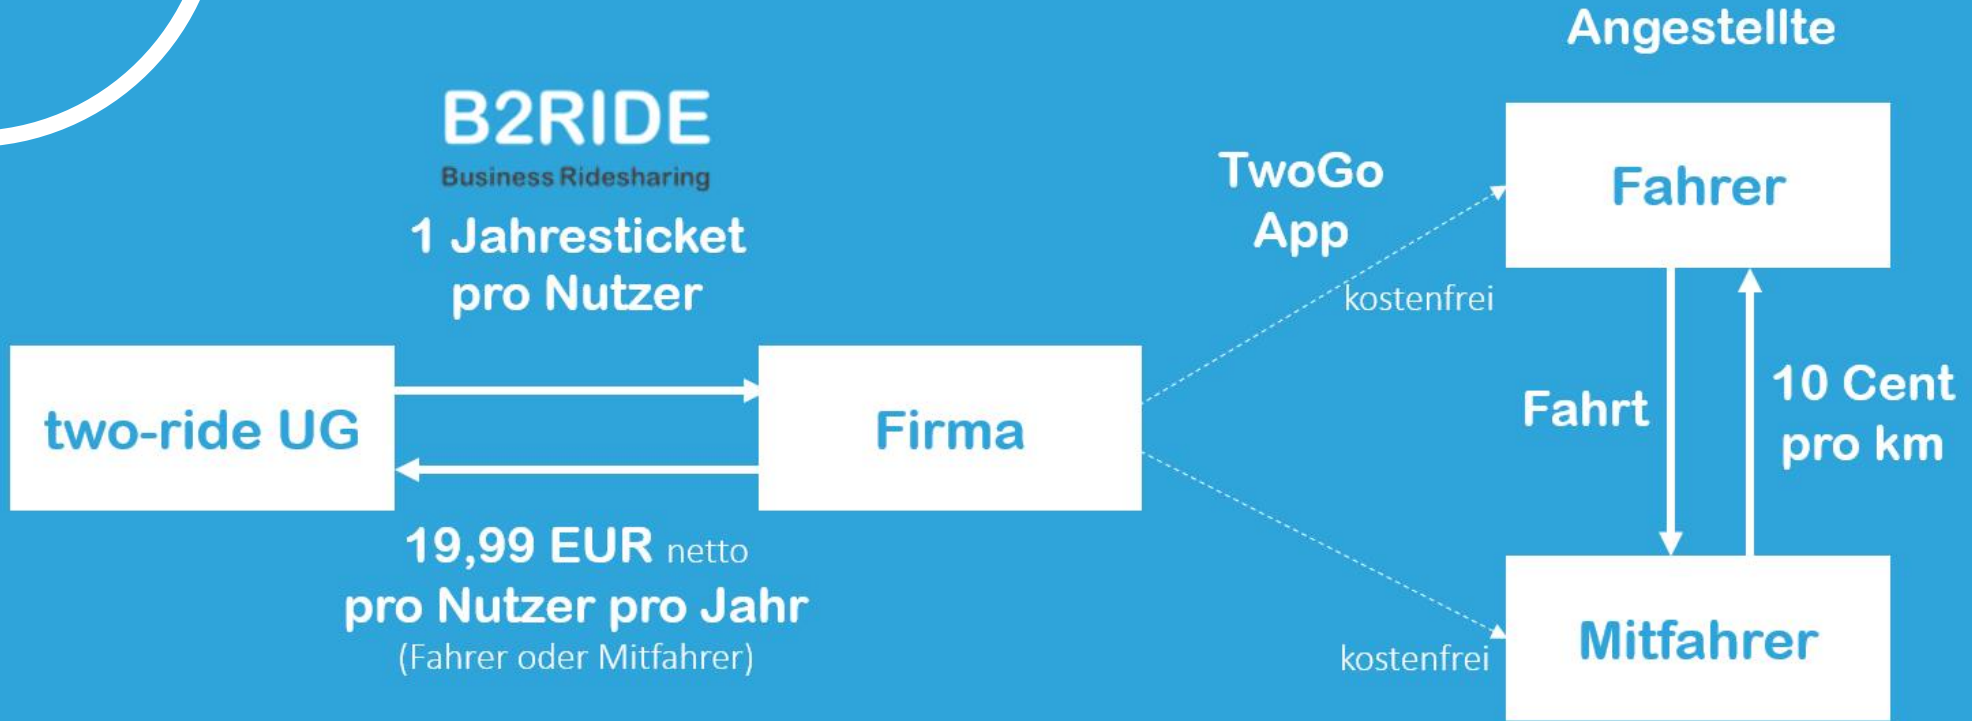 Angestellte
B2RIDE
Business Ridesharing
1 Jahresticket
pro Nutzer
TwoGo
App
Fahrer
kostenfrei
two-ride UG
Firma
Fahrt
10 Cent
pro km
19,99 EUR netto
pro Nutzer pro Jahr
(Fahrer oder Mitfahrer)
kostenfrei
Mitfahrer